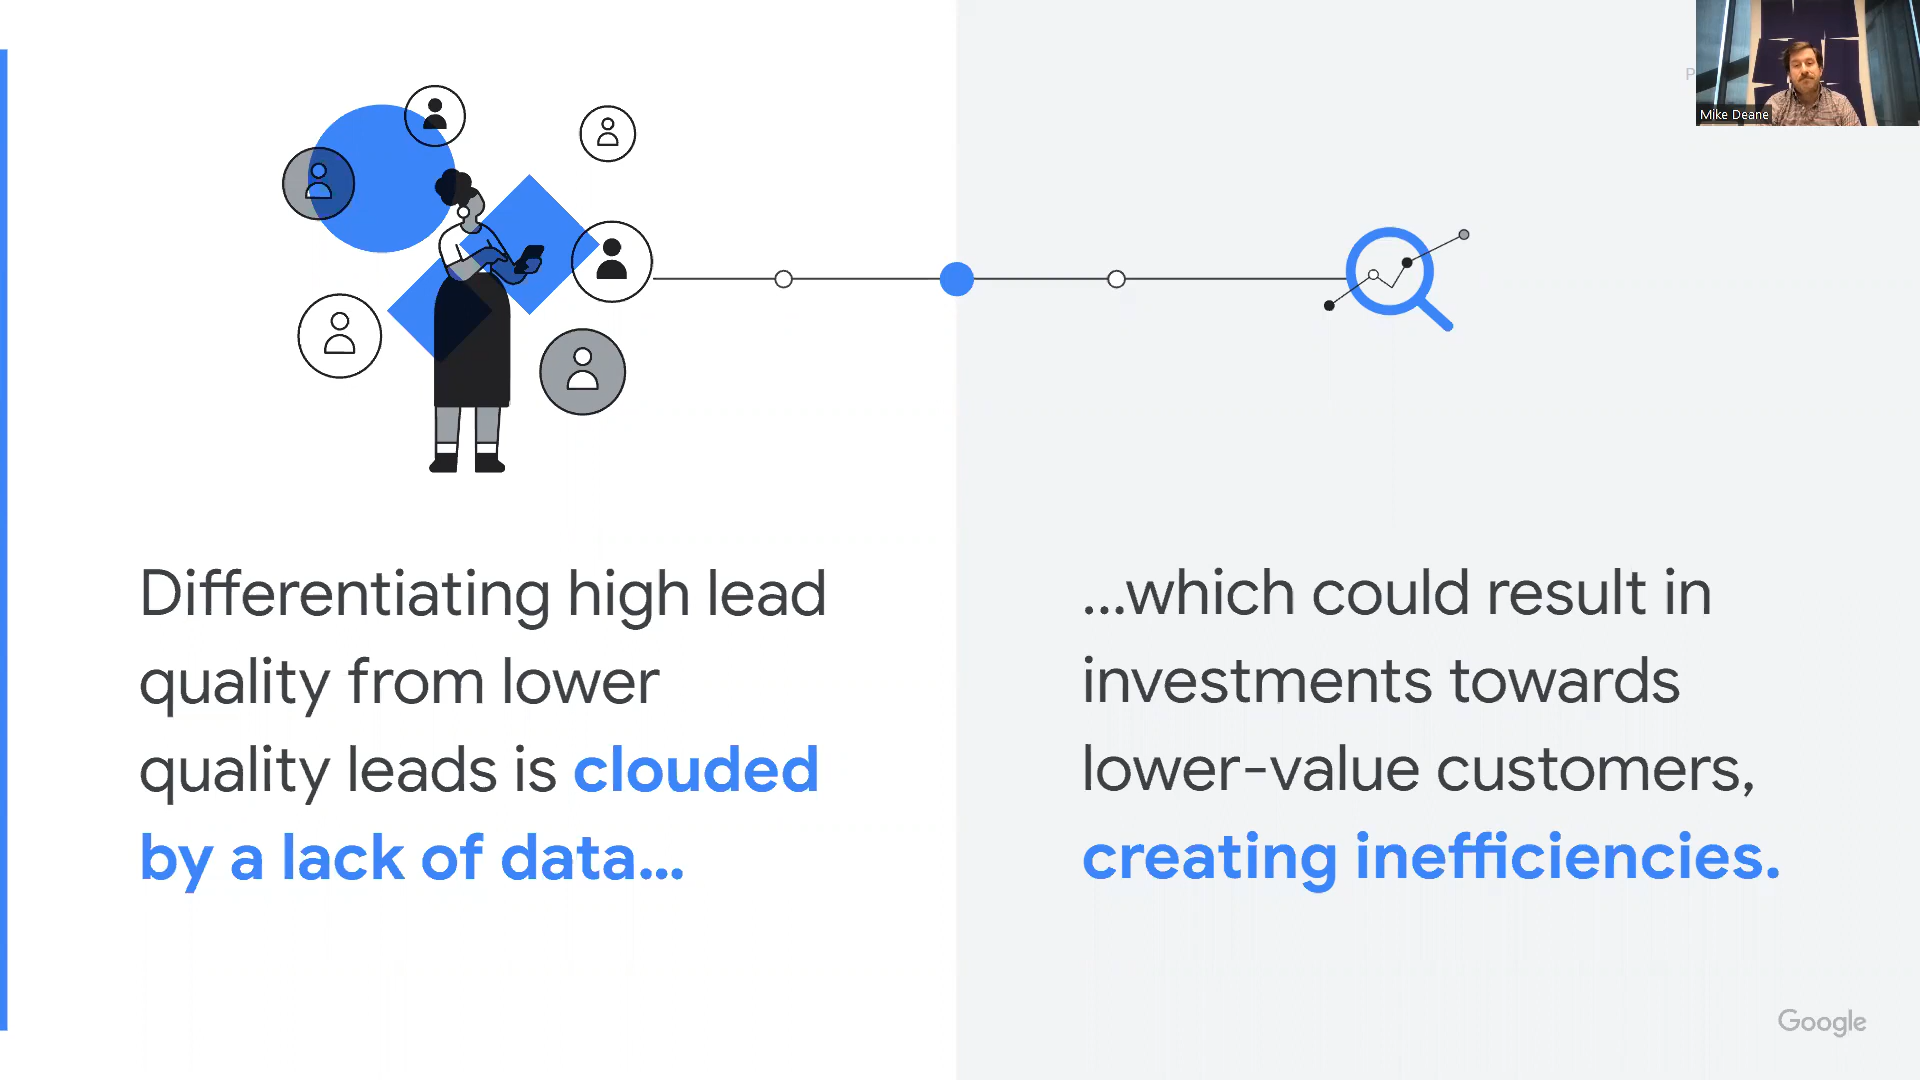 Mike Deane
Differentiating high lead
quality from lower
quality leads is clouded
by a lack of data...
...which could result in
investments towards
lower-value customers,
creating inefficiencies.
Google